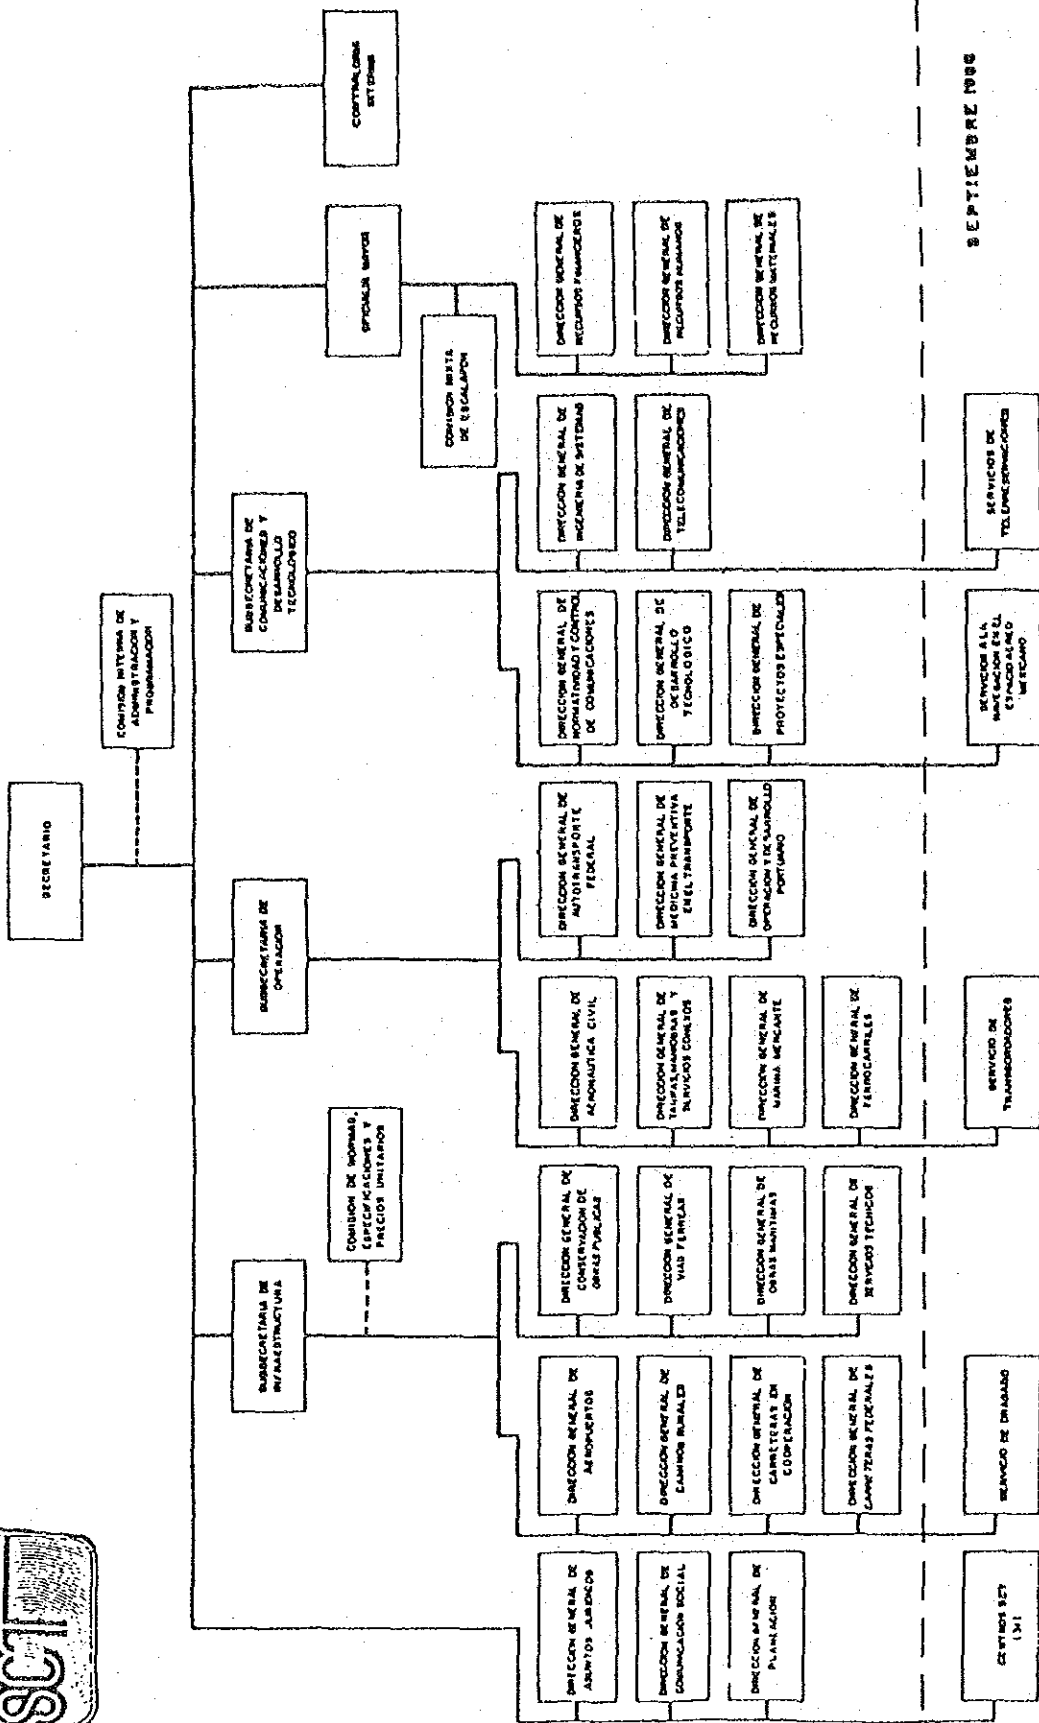 SCT
SECRETARIO
COMISION INTERNA DE
ADMINISTRACION Y
PROGRAMACION
SUBSECRETARIA DE
INFRAESTRUCTURA
SUBSECRETARIA DE
OPERACION
SUBSECRETARIA DE
COMUNICACIONES Y
DESARROLLO
TECNOLOGICO
OFICIALIA MAYOR
CONTRALORIA
INTERNA
COMISION DE NORMAS,
ESPECIFICACIONES Y
PRECIOS UNITARIOS
COMISION MIXTA
DE ESCALAFON
DIRECCION GENERAL DE
ASUNTOS JURIDICOS
DIRECCION GENERAL DE
COMUNICACION SOCIAL
DIRECCION GENERAL DE
PLANEACION
DIRECCION GENERAL DE
AEROPUERTOS
DIRECCION GENERAL DE
CAMINOS RURALES
DIRECCION GENERAL DE
CARRETERAS EN
COOPERACION
DIRECCION GENERAL DE
CARRETERAS FEDERALES
DIRECCION GENERAL DE
CONSERVACION DE
OBRAS PUBLICAS
DIRECCION GENERAL DE
VIAS FERREAS
DIRECCION GENERAL DE
OBRAS MARITIMAS
DIRECCION GENERAL DE
SERVICIOS TECNICOS
DIRECCION GENERAL DE
AERONAUTICA CIVIL
DIRECCION GENERAL DE
TARIFAS, MANIOBRAS Y
SERVICIOS CONEXOS
DIRECCION GENERAL DE
MARINA MERCANTE
DIRECCION GENERAL DE
FERROCARRILES
DIRECCION GENERAL DE
AUTOTRANSPORTE
FEDERAL
DIRECCION GENERAL DE
MEDICINA PREVENTIVA
EN EL TRANSPORTE
DIRECCION GENERAL DE
OPERACION Y DESARROLLO
PORTUARIO
DIRECCION GENERAL DE
NORMATIVIDAD Y CONTROL
DE COMUNICACIONES
DIRECCION GENERAL DE
DESARROLLO
TECNOLOGICO
DIRECCION GENERAL DE
PROYECTOS ESPECIALES
DIRECCION GENERAL DE
INGENIERIA DE SISTEMAS
DIRECCION GENERAL DE
TELECOMUNICACIONES
DIRECCION GENERAL DE
RECURSOS FINANCIEROS
DIRECCION GENERAL DE
RECURSOS HUMANOS
DIRECCION GENERAL DE
RECURSOS MATERIALES
CENTROS SCT
(31)
SERVICIO DE DRAGADO
SERVICIO DE
TRANSBORDADORES
SERVICIOS A LA
NAVEGACION EN EL
ESPACIO AEREO
MEXICANO
SERVICIOS DE
TELERESERVACIONES
SEPTIEMBRE